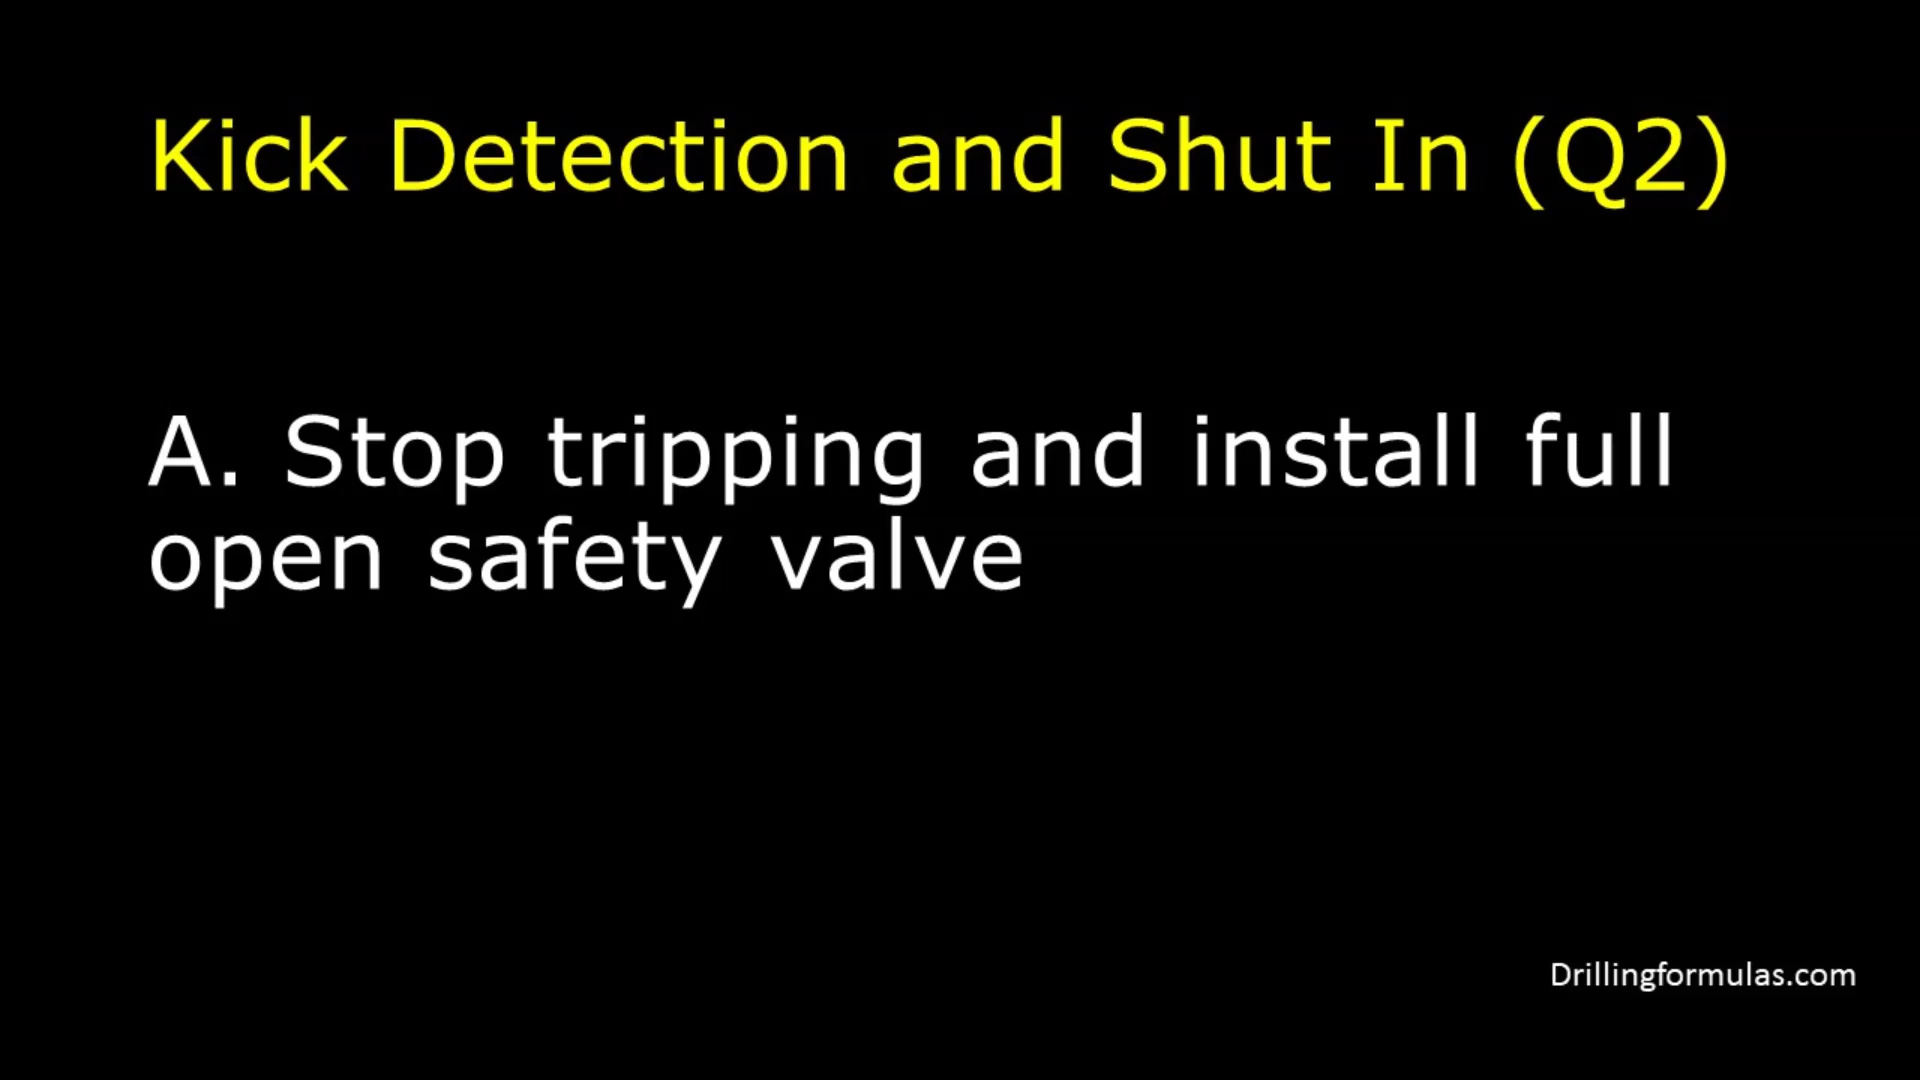 Kick Detection and Shut In (Q2)
A. Stop tripping and install full
open safety valve
Drillingformulas.com